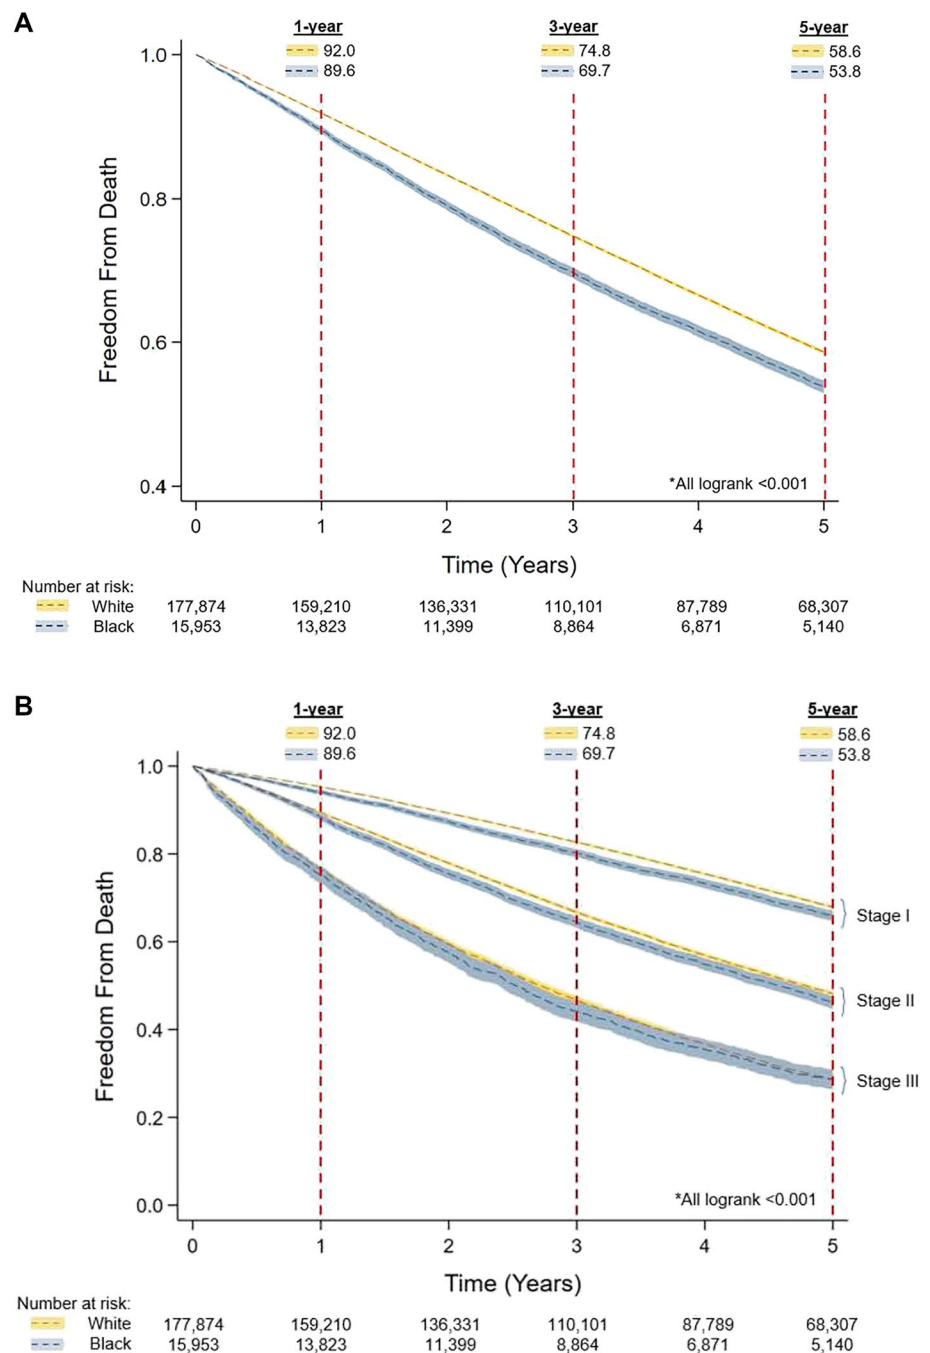 A
1-year 3-year 5-year
92.0 74.8 58.6
89.6 69.7 53.8
1.0
0.8
0.6
0.4
Freedom From Death
*All logrank <0.001
0 1 2 3 4 5
Time (Years)
Number at risk:
White 177,874 159,210 136,331 110,101 87,789 68,307
Black 15,953 13,823 11,399 8,864 6,871 5,140
B
1-year 3-year 5-year
92.0 74.8 58.6
89.6 69.7 53.8
1.0
0.8
0.6
0.4
0.2
0.0
Freedom From Death
Stage I
Stage II
Stage III
*All logrank <0.001
0 1 2 3 4 5
Time (Years)
Number at risk:
White 177,874 159,210 136,331 110,101 87,789 68,307
Black 15,953 13,823 11,399 8,864 6,871 5,140